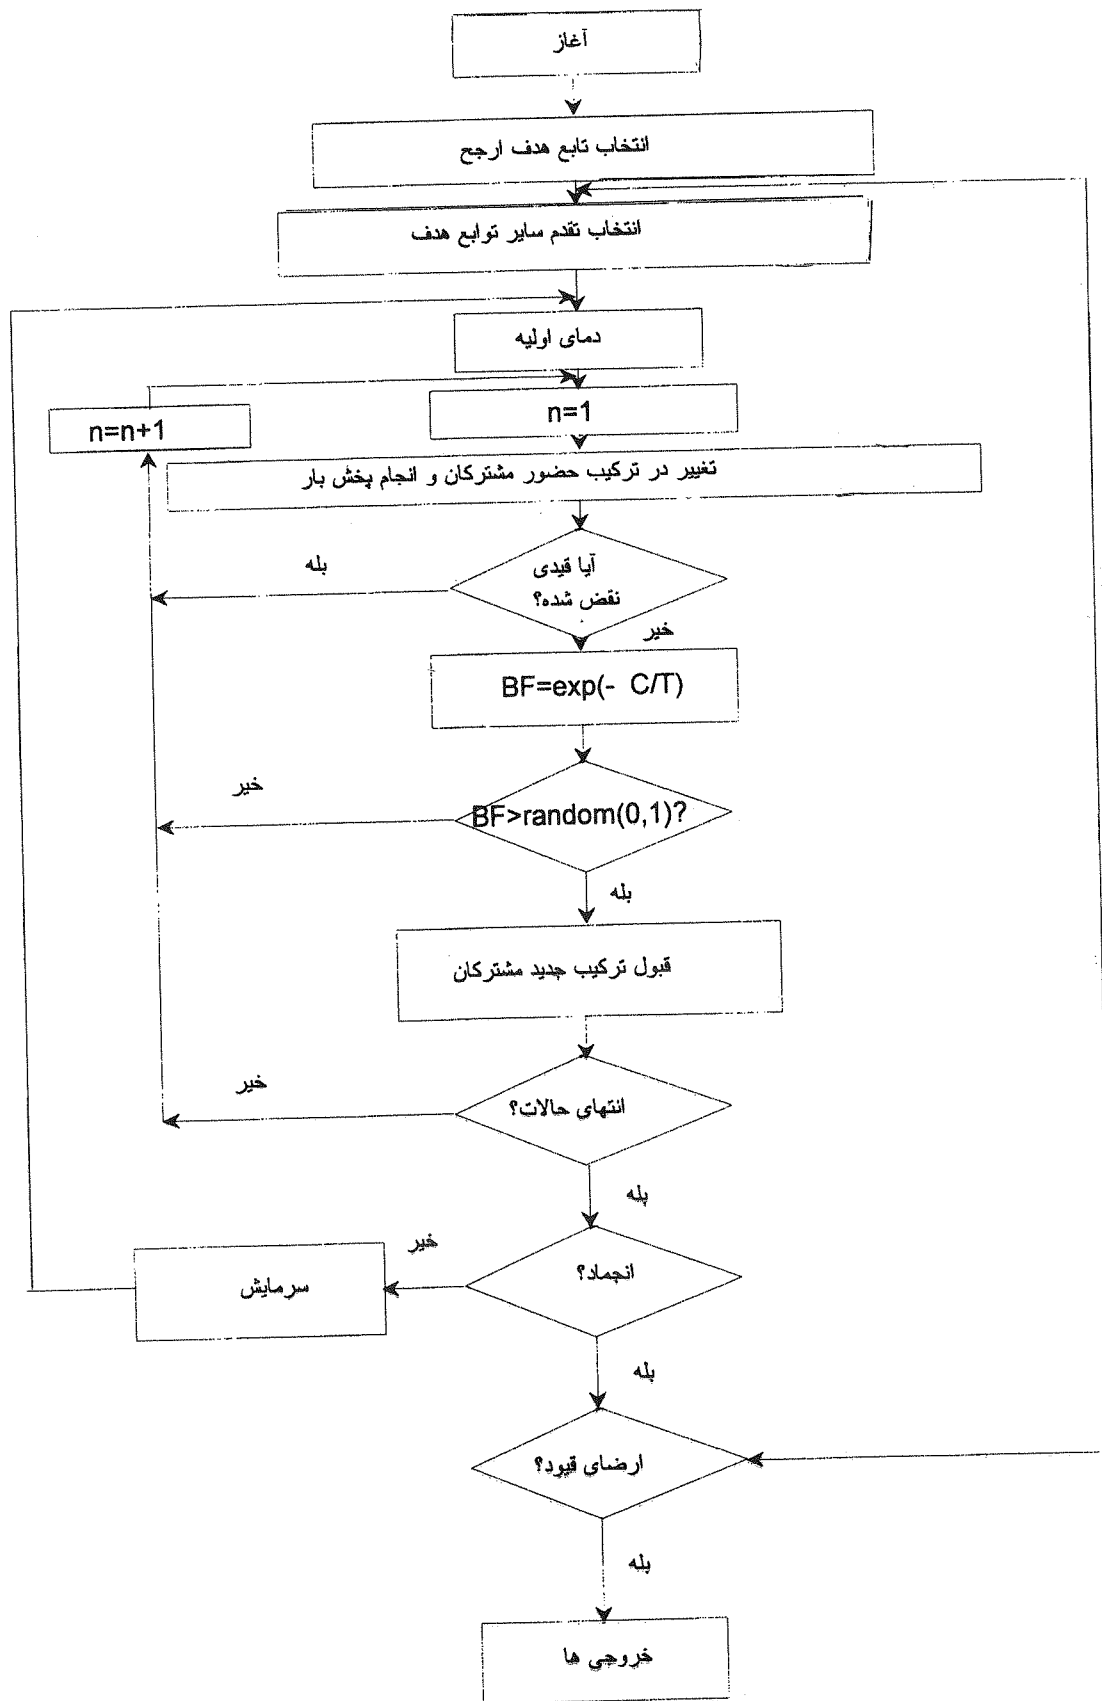 آغاز
انتخاب تابع هدف ارجح
انتخاب تقدم سایر توابع هدف
دمای اولیه
n=1
n=n+1
تغییر در ترکیب حضور مشترکان و انجام پخش بار
آیا قیدی
نقض شده؟
بله
خیر
BF=exp(- C/T)
BF>random(0,1)?
خیر
بله
قبول ترکیب جدید مشترکان
انتهای حالات؟
خیر
بله
انجماد؟
خیر
سرمایش
بله
ارضای قیود؟
بله
خروجی ها